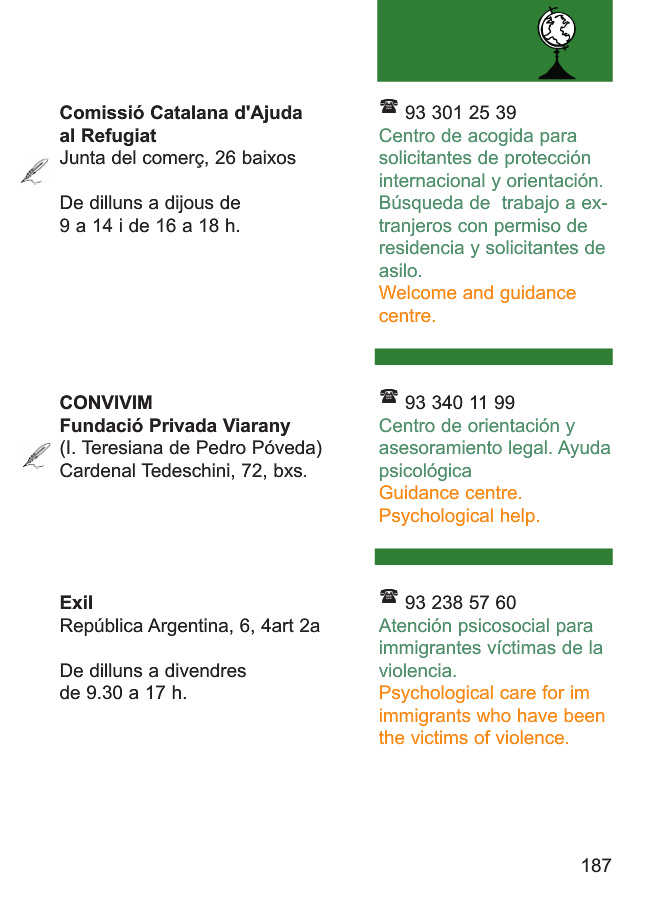 Comissió Catalana d'Ajuda
al Refugiat
Junta del comerç, 26 baixos
De dilluns a dijous de
9 a 14 i de 16 a 18 h.
93 301 25 39
Centro de acogida para
solicitantes de protección
internacional y orientación.
Búsqueda de  trabajo a ex-
tranjeros con permiso de
residencia y solicitantes de
asilo.
Welcome and guidance
centre.
CONVIVIM
Fundació Privada Viarany
(I. Teresiana de Pedro Póveda)
Cardenal Tedeschini, 72, bxs.
93 340 11 99
Centro de orientación y
asesoramiento legal. Ayuda
psicológica
Guidance centre.
Psychological help.
Exil
República Argentina, 6, 4art 2a
De dilluns a divendres
de 9.30 a 17 h.
93 238 57 60
Atención psicosocial para
immigrantes víctimas de la
violencia.
Psychological care for im
immigrants who have been
the victims of violence.
187